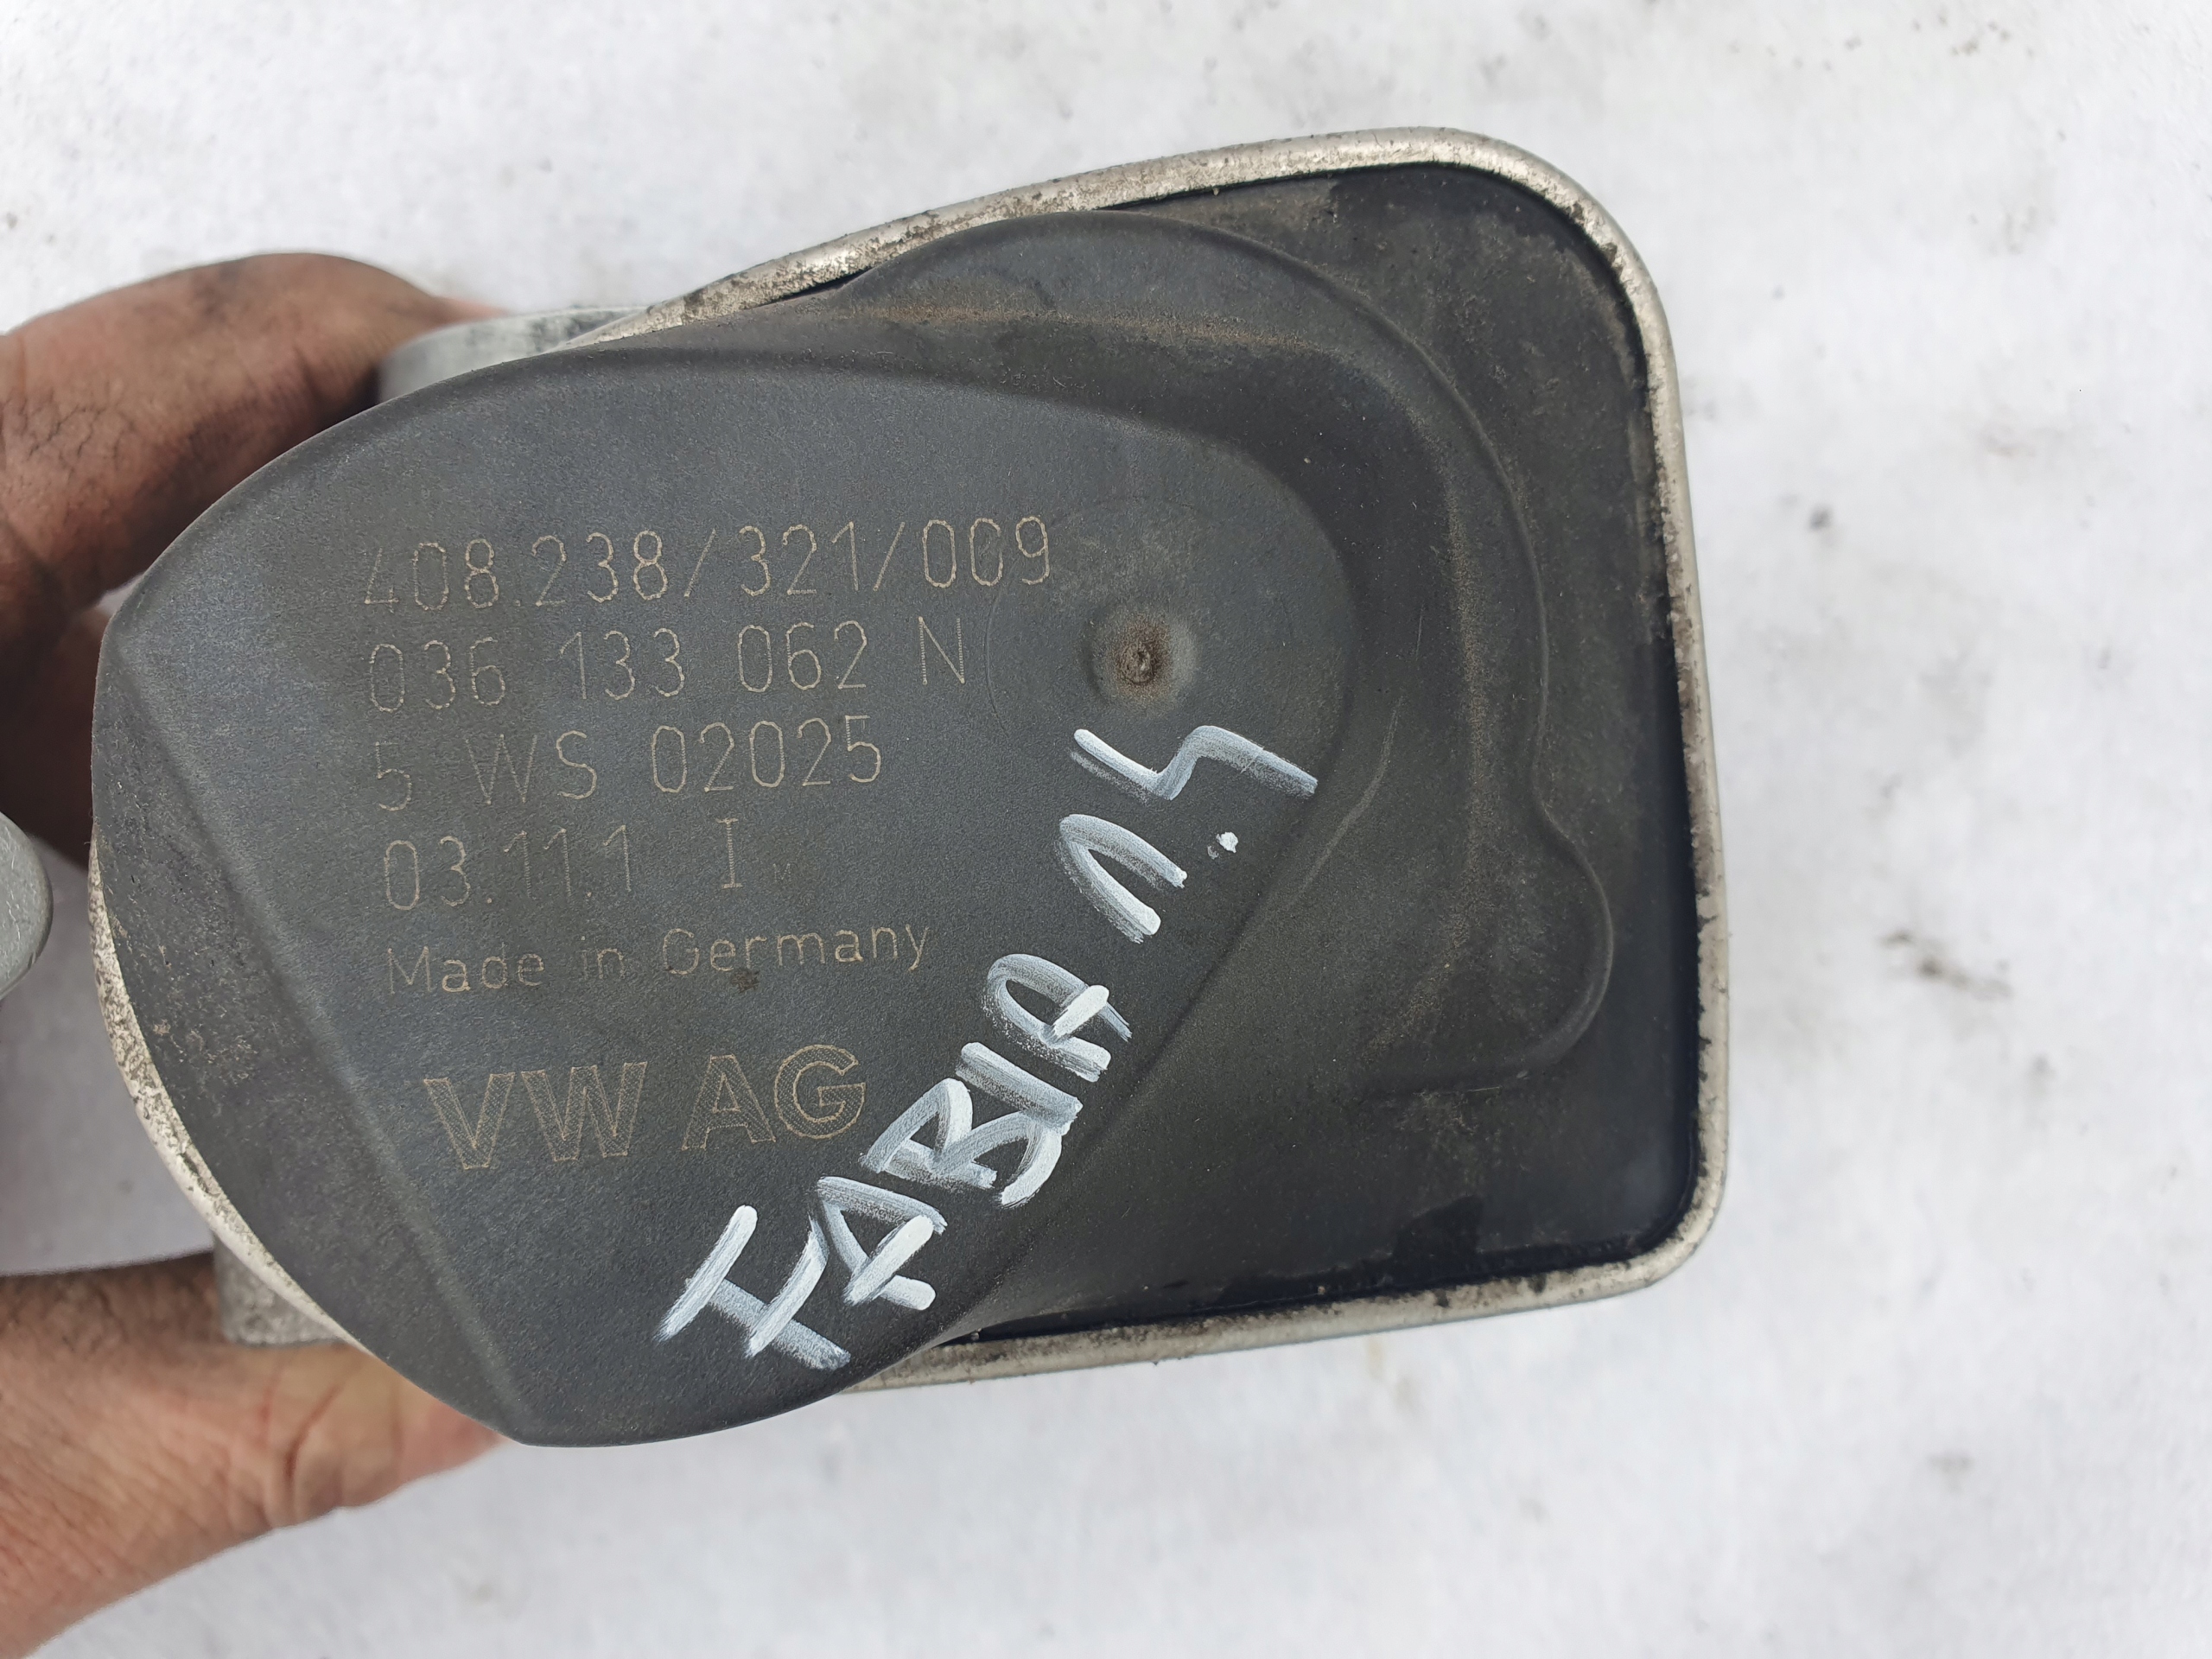 408.238/321/009
036 133 062 N
5 WS 02025
03.11.1 I M
Made in Germany
VW AG
FABIA 1.4